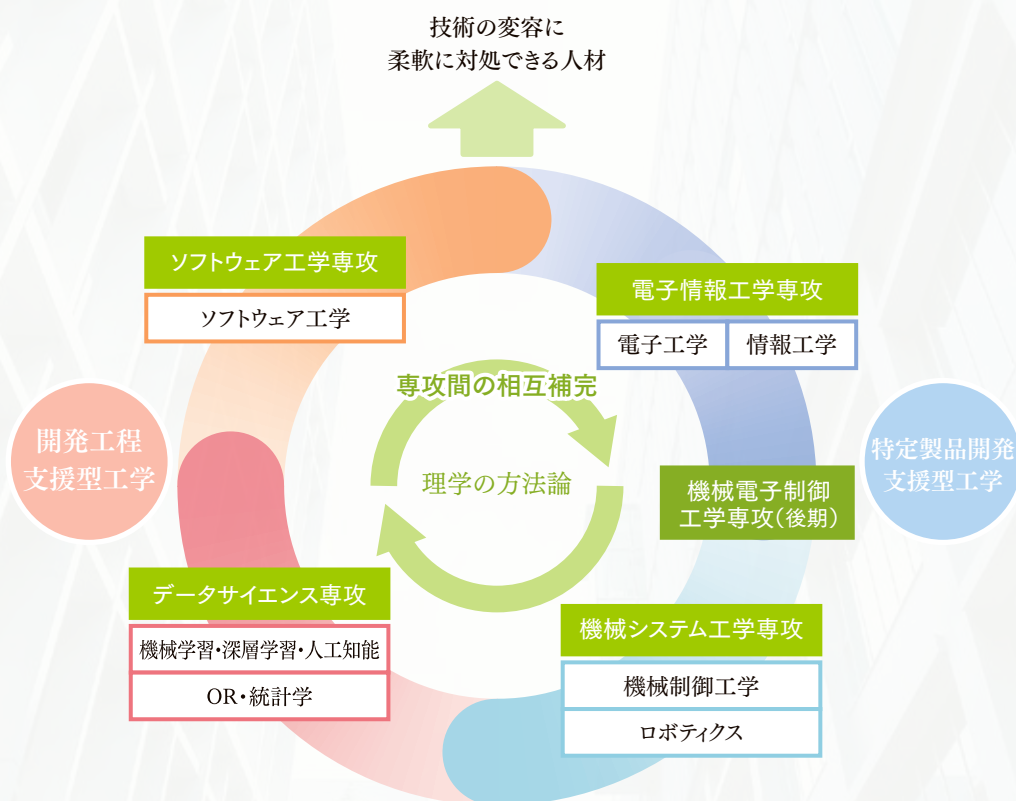 技術の変容に
柔軟に対処できる人材
ソフトウェア工学専攻
ソフトウェア工学
電子情報工学専攻
電子工学
情報工学
専攻間の相互補完
理学の方法論
開発工程
支援型工学
特定製品開発
支援型工学
機械電子制御
工学専攻(後期)
データサイエンス専攻
機械学習・深層学習・人工知能
OR・統計学
機械システム工学専攻
機械制御工学
ロボティクス